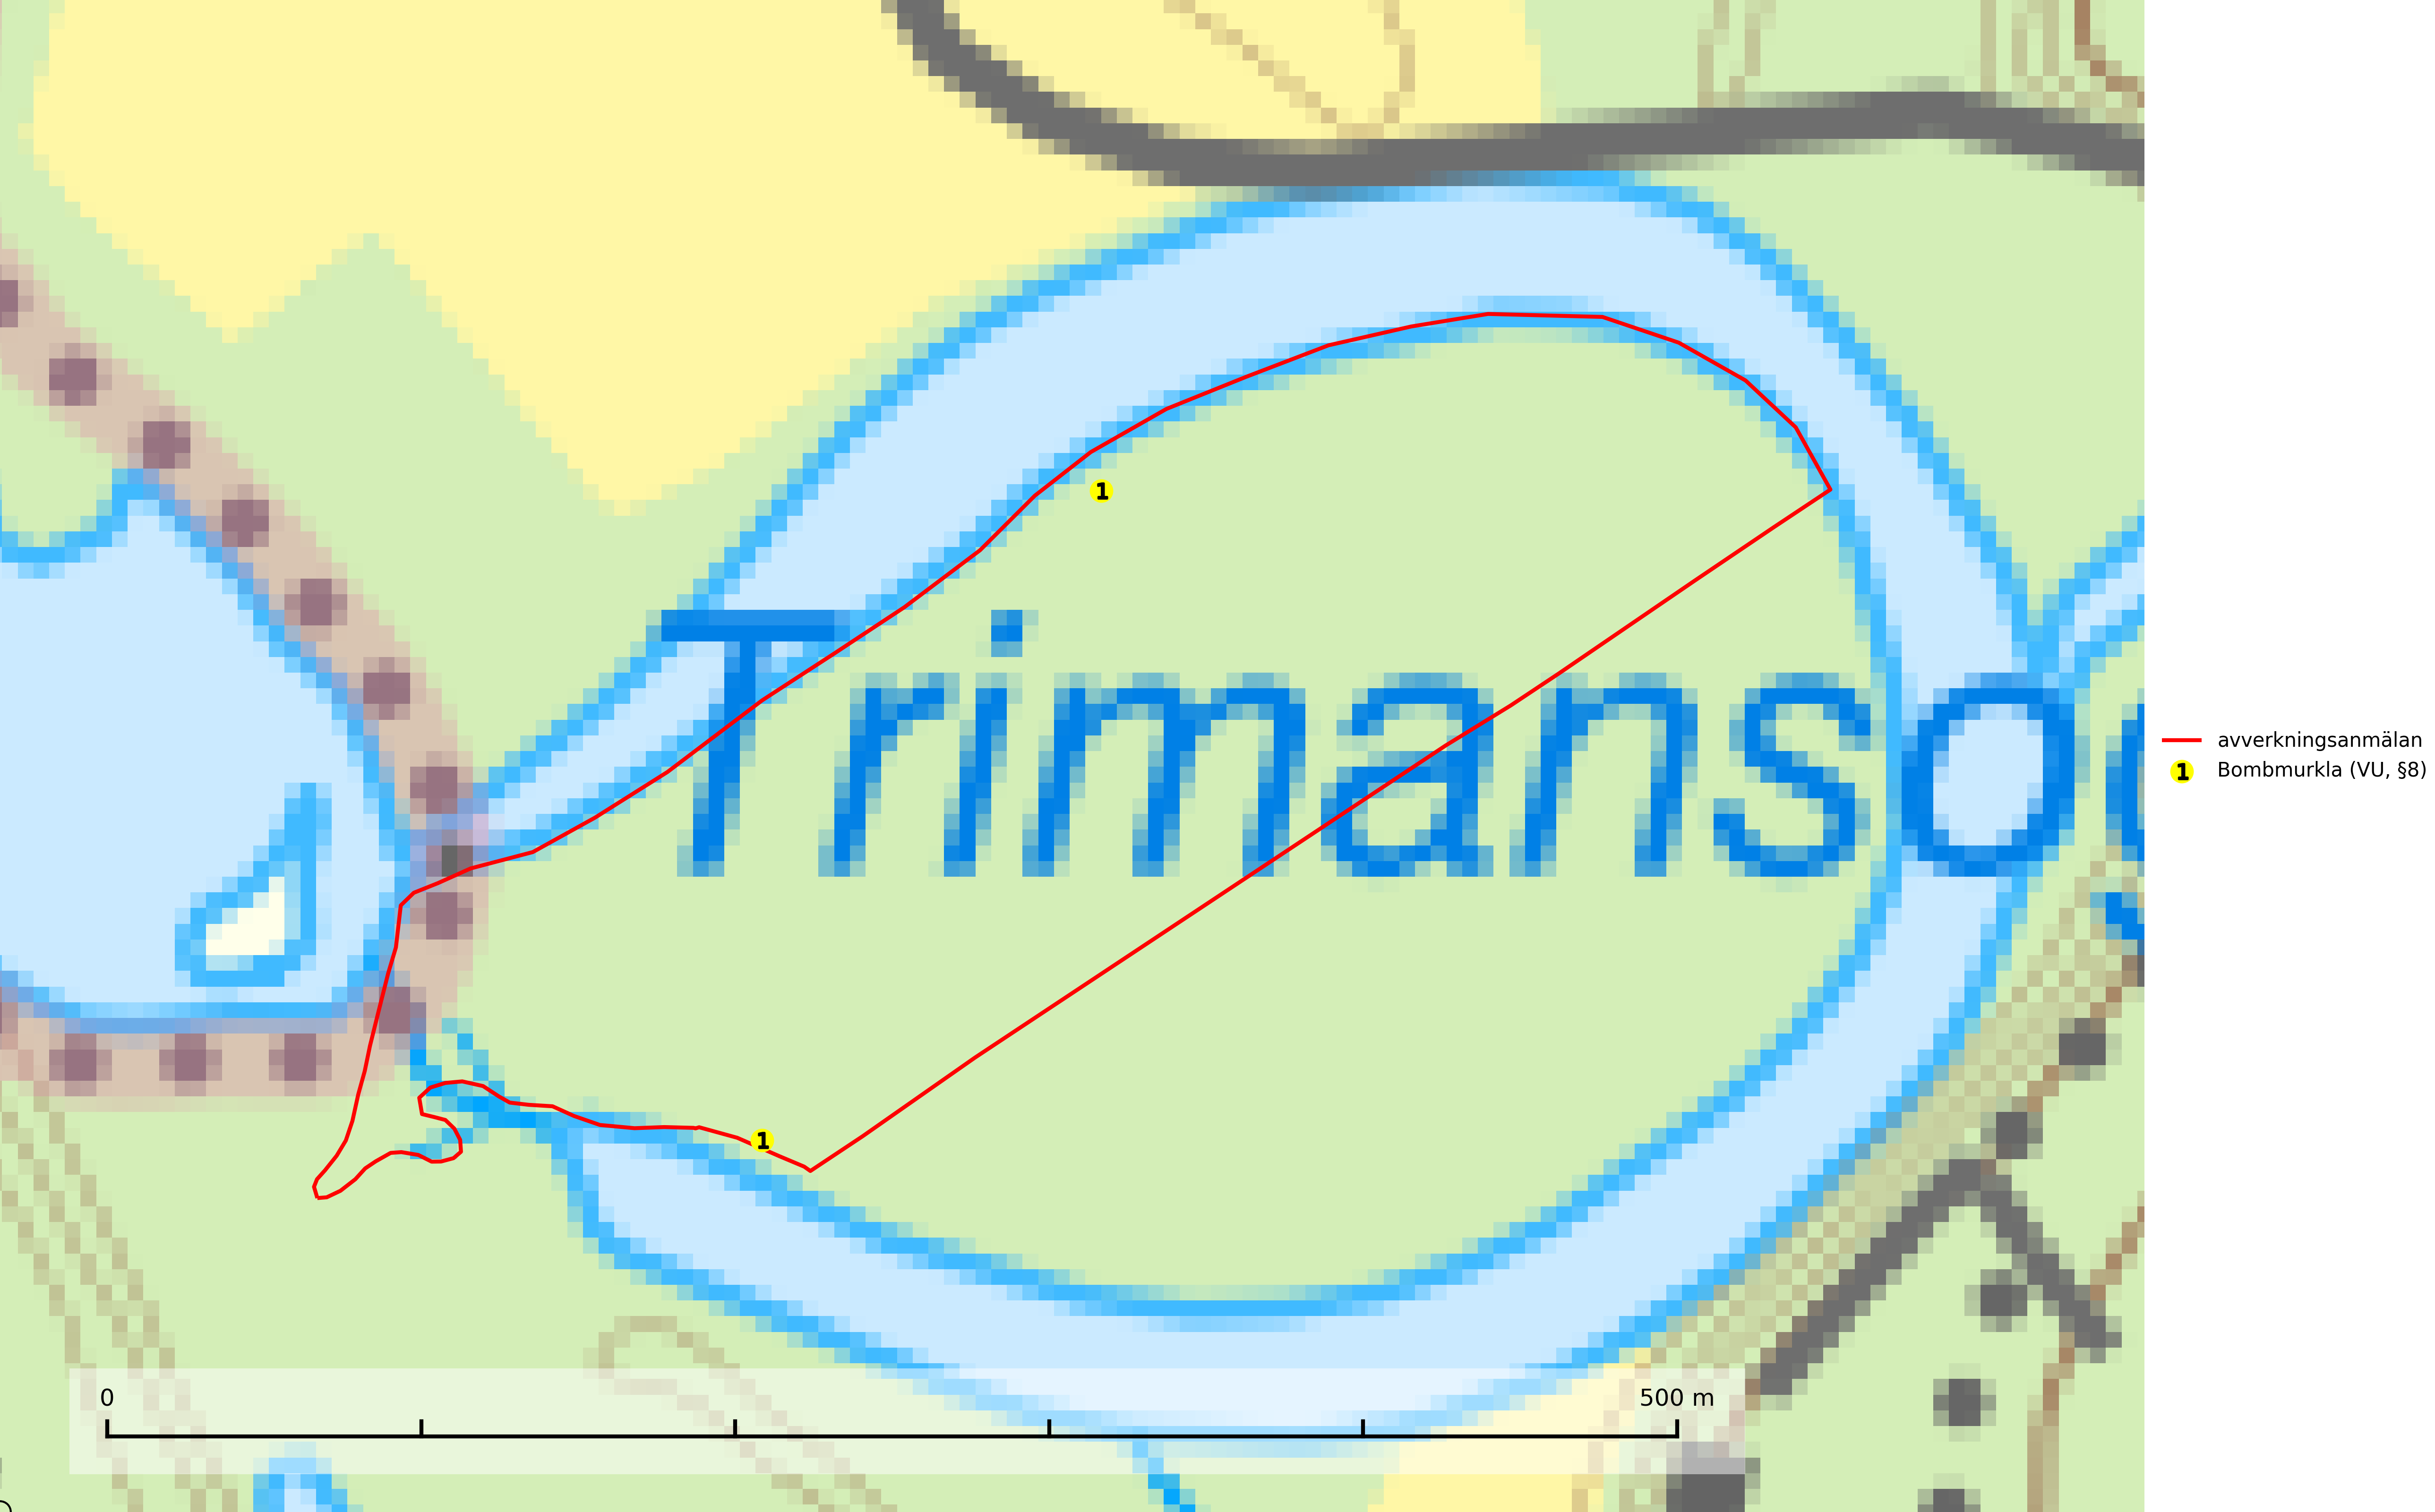 1
Trimanso
1
avverkningsanmälan
1 Bombmurkla (VU, §8)
0 500 m